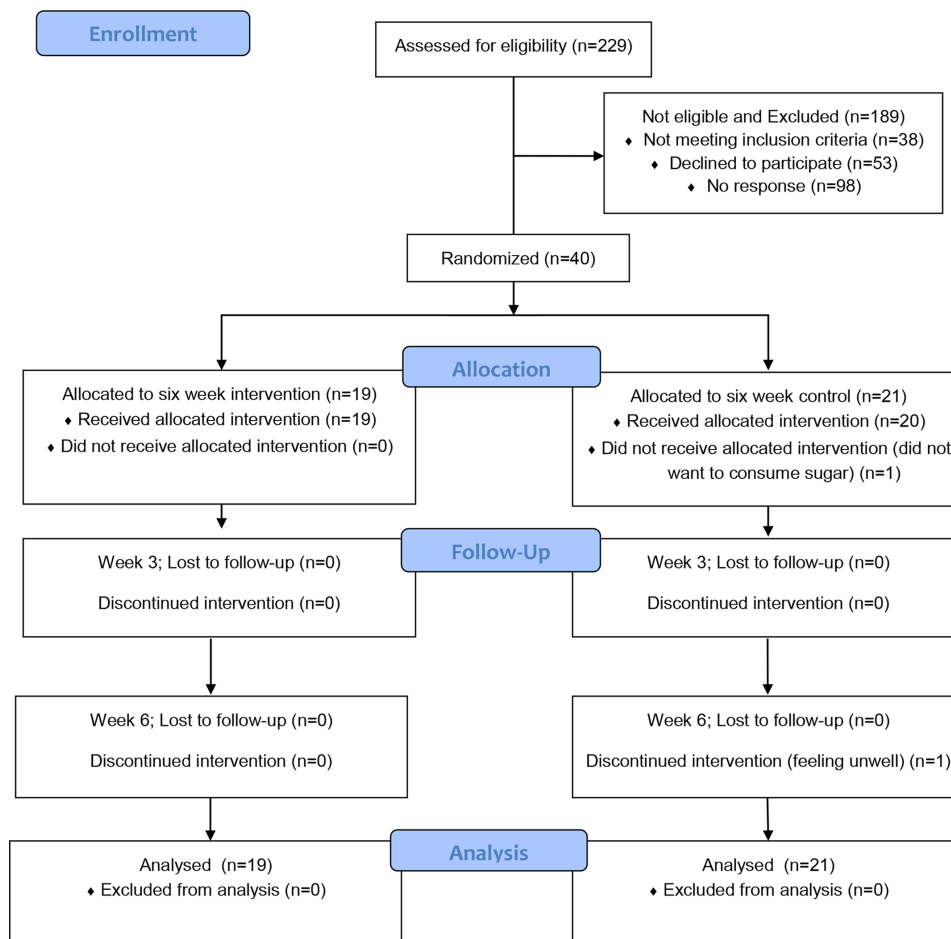 Enrollment
Assessed for eligibility (n=229)
Not eligible and Excluded (n=189)
♦ Not meeting inclusion criteria (n=38)
♦ Declined to participate (n=53)
♦ No response (n=98)
Randomized (n=40)
Allocation
Allocated to six week intervention (n=19)
♦ Received allocated intervention (n=19)
♦ Did not receive allocated intervention (n=0)
Allocated to six week control (n=21)
♦ Received allocated intervention (n=20)
♦ Did not receive allocated intervention (did not
want to consume sugar) (n=1)
Follow-Up
Week 3; Lost to follow-up (n=0)
Discontinued intervention (n=0)
Week 3; Lost to follow-up (n=0)
Discontinued intervention (n=0)
Week 6; Lost to follow-up (n=0)
Discontinued intervention (n=0)
Week 6; Lost to follow-up (n=0)
Discontinued intervention (feeling unwell) (n=1)
Analysis
Analysed (n=19)
♦ Excluded from analysis (n=0)
Analysed (n=21)
♦ Excluded from analysis (n=0)